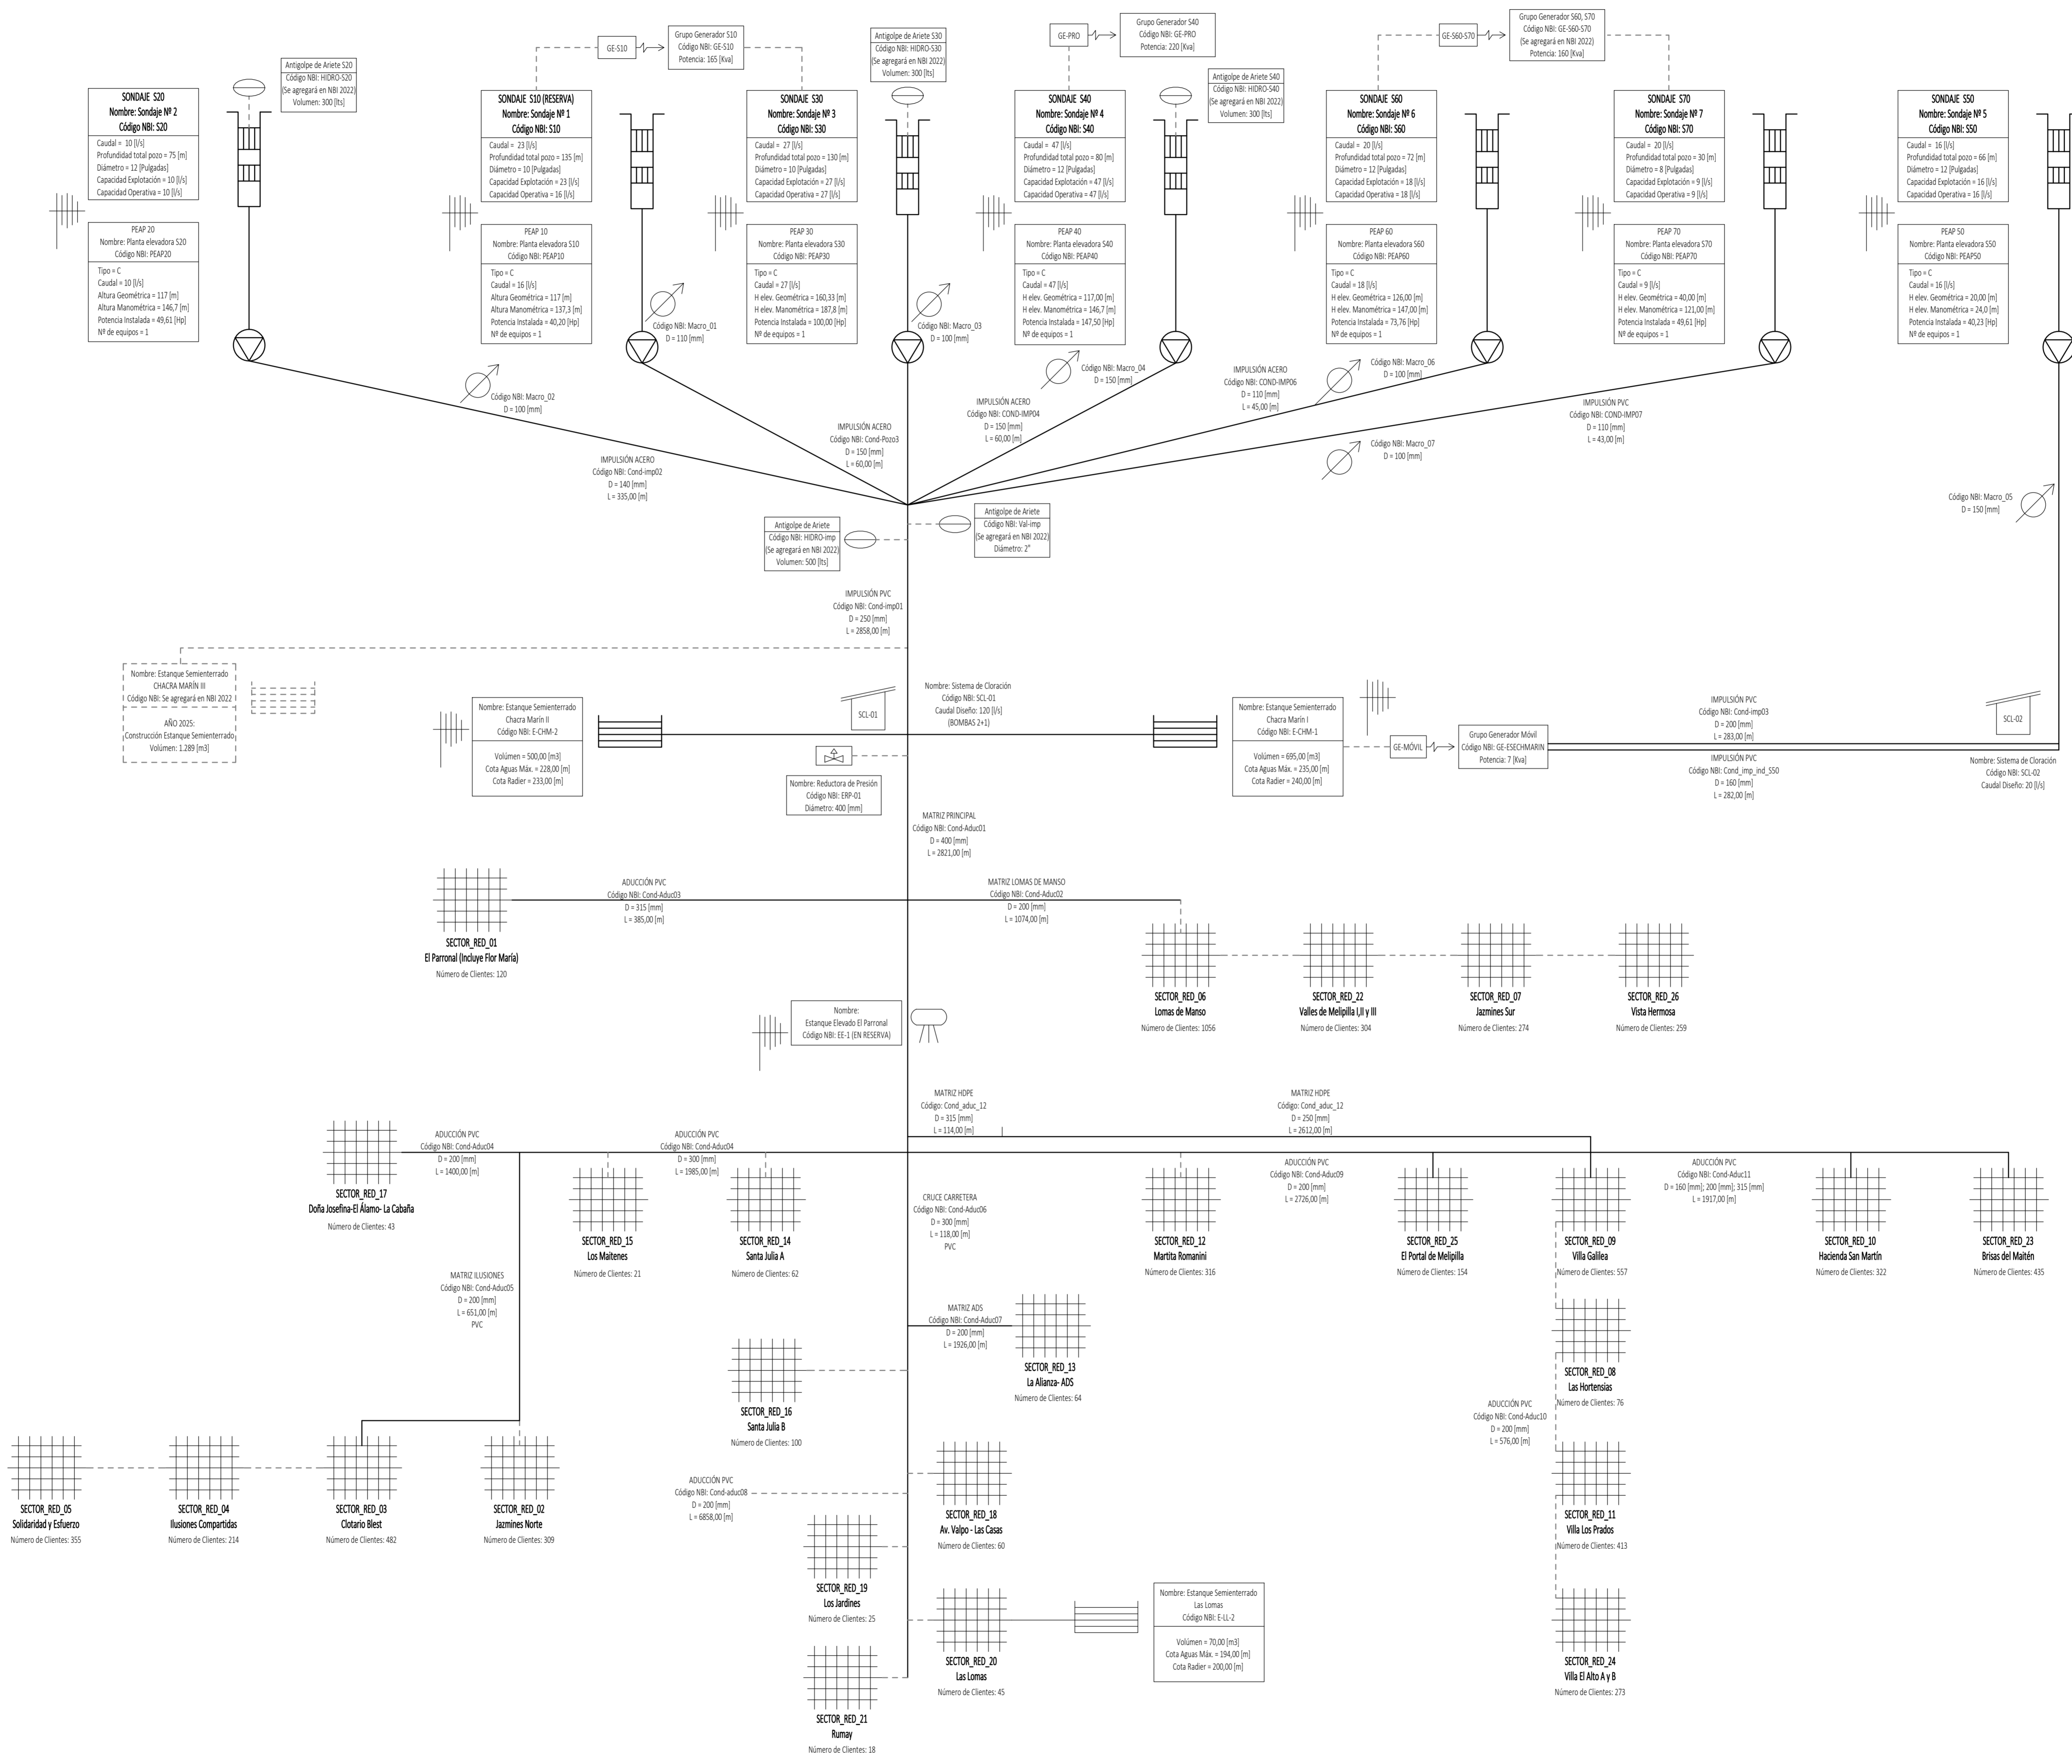 Antigolpe de Ariete S20
Código NBI: HIDRO-S20
(Se agregará en NBI 2022)
Volumen: 300 [lts]
GE-S10
Grupo Generador S10
Código NBI: GE-S10
Potencia: 165 [Kva]
Antigolpe de Ariete S30
Código NBI: HIDRO-S30
(Se agregará en NBI 2022)
Volumen: 300 [lts]
GE-PRO
Grupo Generador S40
Código NBI: GE-PRO
Potencia: 220 [Kva]
Antigolpe de Ariete S40
Código NBI: HIDRO-S40
(Se agregará en NBI 2022)
Volumen: 300 [lts]
GE-S60-S70
Grupo Generador S60, S70
Código NBI: GE-S60-S70
(Se agregará en NBI 2022)
Potencia: 160 [Kva]
SONDAJE S20
Nombre: Sondaje Nº 2
Código NBI: S20
Caudal = 10 [l/s]
Profundidad total pozo = 75 [m]
Diámetro = 12 [Pulgadas]
Capacidad Explotación = 10 [l/s]
Capacidad Operativa = 10 [l/s]
SONDAJE S10 (RESERVA)
Nombre: Sondaje Nº 1
Código NBI: S10
Caudal = 23 [l/s]
Profundidad total pozo = 135 [m]
Diámetro = 10 [Pulgadas]
Capacidad Explotación = 23 [l/s]
Capacidad Operativa = 16 [l/s]
SONDAJE S30
Nombre: Sondaje Nº 3
Código NBI: S30
Caudal = 27 [l/s]
Profundidad total pozo = 130 [m]
Diámetro = 10 [Pulgadas]
Capacidad Explotación = 27 [l/s]
Capacidad Operativa = 27 [l/s]
SONDAJE S40
Nombre: Sondaje Nº 4
Código NBI: S40
Caudal = 47 [l/s]
Profundidad total pozo = 80 [m]
Diámetro = 12 [Pulgadas]
Capacidad Explotación = 47 [l/s]
Capacidad Operativa = 47 [l/s]
SONDAJE S60
Nombre: Sondaje Nº 6
Código NBI: S60
Caudal = 20 [l/s]
Profundidad total pozo = 72 [m]
Diámetro = 12 [Pulgadas]
Capacidad Explotación = 18 [l/s]
Capacidad Operativa = 18 [l/s]
SONDAJE S70
Nombre: Sondaje Nº 7
Código NBI: S70
Caudal = 20 [l/s]
Profundidad total pozo = 30 [m]
Diámetro = 8 [Pulgadas]
Capacidad Explotación = 9 [l/s]
Capacidad Operativa = 9 [l/s]
SONDAJE S50
Nombre: Sondaje Nº 5
Código NBI: S50
Caudal = 16 [l/s]
Profundidad total pozo = 66 [m]
Diámetro = 12 [Pulgadas]
Capacidad Explotación = 16 [l/s]
Capacidad Operativa = 16 [l/s]
PEAP 20
Nombre: Planta elevadora S20
Código NBI: PEAP20
Tipo = C
Caudal = 10 [l/s]
Altura Geométrica = 117 [m]
Altura Manométrica = 146,7 [m]
Potencia Instalada = 49,61 [Hp]
Nº de equipos = 1
PEAP 10
Nombre: Planta elevadora S10
Código NBI: PEAP10
Tipo = C
Caudal = 16 [l/s]
Altura Geométrica = 117 [m]
Altura Manométrica = 137,3 [m]
Potencia Instalada = 40,20 [Hp]
Nº de equipos = 1
PEAP 30
Nombre: Planta elevadora S30
Código NBI: PEAP30
Tipo = C
Caudal = 27 [l/s]
H elev. Geométrica = 160,33 [m]
H elev. Manométrica = 187,8 [m]
Potencia Instalada = 100,00 [Hp]
Nº de equipos = 1
PEAP 40
Nombre: Planta elevadora S40
Código NBI: PEAP40
Tipo = C
Caudal = 47 [l/s]
H elev. Geométrica = 117,00 [m]
H elev. Manométrica = 146,7 [m]
Potencia Instalada = 147,50 [Hp]
Nº de equipos = 1
PEAP 60
Nombre: Planta elevadora S60
Código NBI: PEAP60
Tipo = C
Caudal = 18 [l/s]
H elev. Geométrica = 126,00 [m]
H elev. Manométrica = 147,00 [m]
Potencia Instalada = 73,76 [Hp]
Nº de equipos = 1
PEAP 70
Nombre: Planta elevadora S70
Código NBI: PEAP70
Tipo = C
Caudal = 9 [l/s]
H elev. Geométrica = 40,00 [m]
H elev. Manométrica = 121,00 [m]
Potencia Instalada = 49,61 [Hp]
Nº de equipos = 1
PEAP 50
Nombre: Planta elevadora S50
Código NBI: PEAP50
Tipo = C
Caudal = 16 [l/s]
H elev. Geométrica = 20,00 [m]
H elev. Manométrica = 24,0 [m]
Potencia Instalada = 40,23 [Hp]
Nº de equipos = 1
Código NBI: Macro_01
D = 110 [mm]
Código NBI: Macro_03
D = 100 [mm]
Código NBI: Macro_02
D = 100 [mm]
Código NBI: Macro_04
D = 150 [mm]
Código NBI: Macro_06
D = 100 [mm]
IMPULSIÓN ACERO
Código NBI: COND-IMP06
D = 110 [mm]
L = 45,00 [m]
IMPULSIÓN ACERO
Código NBI: COND-IMP04
D = 150 [mm]
L = 60,00 [m]
IMPULSIÓN PVC
Código NBI: COND-IMP07
D = 110 [mm]
L = 43,00 [m]
IMPULSIÓN ACERO
Código NBI: Cond-Pozo3
D = 150 [mm]
L = 60,00 [m]
Código NBI: Macro_07
D = 100 [mm]
IMPULSIÓN ACERO
Código NBI: Cond-imp02
D = 140 [mm]
L = 335,00 [m]
Código NBI: Macro_05
D = 150 [mm]
Antigolpe de Ariete
Código NBI: HIDRO-imp
(Se agregará en NBI 2022)
Volumen: 500 [lts]
Antigolpe de Ariete
Código NBI: Val-imp
(Se agregará en NBI 2022)
Diámetro: 2"
IMPULSIÓN PVC
Código NBI: Cond-imp01
D = 250 [mm]
L = 2858,00 [m]
Nombre: Estanque Semienterrado
CHACRA MARÍN III
Código NBI: Se agregará en NBI 2022
AÑO 2025:
Construcción Estanque Semienterrado
Volúmen: 1.289 [m3]
Nombre: Estanque Semienterrado
Chacra Marín II
Código NBI: E-CHM-2
Volúmen = 500,00 [m3]
Cota Aguas Máx. = 228,00 [m]
Cota Radier = 233,00 [m]
SCL-01
Nombre: Sistema de Cloración
Código NBI: SCL-01
Caudal Diseño: 120 [l/s]
(BOMBAS 2+1)
Nombre: Reductora de Presión
Código NBI: ERP-01
Diámetro: 400 [mm]
Nombre: Estanque Semienterrado
Chacra Marín I
Código NBI: E-CHM-1
Volúmen = 695,00 [m3]
Cota Aguas Máx. = 235,00 [m]
Cota Radier = 240,00 [m]
GE-MÓVIL
Grupo Generador Móvil
Código NBI: GE-ESECHMARIN
Potencia: 7 [Kva]
IMPULSIÓN PVC
Código NBI: Cond-imp03
D = 200 [mm]
L = 283,00 [m]
IMPULSIÓN PVC
Código NBI: Cond_imp_ind_S50
D = 160 [mm]
L = 282,00 [m]
SCL-02
Nombre: Sistema de Cloración
Código NBI: SCL-02
Caudal Diseño: 20 [l/s]
MATRIZ PRINCIPAL
Código NBI: Cond-Aduc01
D = 400 [mm]
L = 2821,00 [m]
ADUCCIÓN PVC
Código NBI: Cond-Aduc03
D = 315 [mm]
L = 385,00 [m]
MATRIZ LOMAS DE MANSO
Código NBI: Cond-Aduc02
D = 200 [mm]
L = 1074,00 [m]
SECTOR_RED_01
El Parronal (Incluye Flor María)
Número de Clientes: 120
SECTOR_RED_06
Lomas de Manso
Número de Clientes: 1056
SECTOR_RED_22
Valles de Melipilla I,II y III
Número de Clientes: 304
SECTOR_RED_07
Jazmines Sur
Número de Clientes: 274
SECTOR_RED_26
Vista Hermosa
Número de Clientes: 259
Nombre:
Estanque Elevado El Parronal
Código NBI: EE-1 (EN RESERVA)
MATRIZ HDPE
Código: Cond_aduc_12
D = 315 [mm]
L = 114,00 [m]
MATRIZ HDPE
Código: Cond_aduc_12
D = 250 [mm]
L = 2612,00 [m]
ADUCCIÓN PVC
Código NBI: Cond-Aduc04
D = 200 [mm]
L = 1400,00 [m]
ADUCCIÓN PVC
Código NBI: Cond-Aduc04
D = 300 [mm]
L = 1985,00 [m]
ADUCCIÓN PVC
Código NBI: Cond-Aduc09
D = 200 [mm]
L = 2726,00 [m]
ADUCCIÓN PVC
Código NBI: Cond-Aduc11
D = 160 [mm]; 200 [mm]; 315 [mm]
L = 1917,00 [m]
SECTOR_RED_17
Doña Josefina-El Álamo- La Cabaña
Número de Clientes: 43
SECTOR_RED_15
Los Maitenes
Número de Clientes: 21
SECTOR_RED_14
Santa Julia A
Número de Clientes: 62
CRUCE CARRETERA
Código NBI: Cond-Aduc06
D = 300 [mm]
L = 118,00 [m]
PVC
SECTOR_RED_12
Martita Romanini
Número de Clientes: 316
SECTOR_RED_25
El Portal de Melipilla
Número de Clientes: 154
SECTOR_RED_09
Villa Galilea
Número de Clientes: 557
SECTOR_RED_10
Hacienda San Martín
Número de Clientes: 322
SECTOR_RED_23
Brisas del Maitén
Número de Clientes: 435
MATRIZ ILUSIONES
Código NBI: Cond-Aduc05
D = 200 [mm]
L = 651,00 [m]
PVC
MATRIZ ADS
Código NBI: Cond-Aduc07
D = 200 [mm]
L = 1926,00 [m]
SECTOR_RED_13
La Alianza- ADS
Número de Clientes: 64
SECTOR_RED_08
Las Hortensias
Número de Clientes: 76
SECTOR_RED_16
Santa Julia B
Número de Clientes: 100
ADUCCIÓN PVC
Código NBI: Cond-Aduc10
D = 200 [mm]
L = 576,00 [m]
ADUCCIÓN PVC
Código NBI: Cond-aduc08
D = 200 [mm]
L = 6858,00 [m]
SECTOR_RED_05
Solidaridad y Esfuerzo
Número de Clientes: 355
SECTOR_RED_04
Ilusiones Compartidas
Número de Clientes: 214
SECTOR_RED_03
Clotario Blest
Número de Clientes: 482
SECTOR_RED_02
Jazmines Norte
Número de Clientes: 309
SECTOR_RED_18
Av. Valpo - Las Casas
Número de Clientes: 60
SECTOR_RED_11
Villa Los Prados
Número de Clientes: 413
SECTOR_RED_19
Los Jardines
Número de Clientes: 25
Nombre: Estanque Semienterrado
Las Lomas
Código NBI: E-LL-2
Volúmen = 70,00 [m3]
Cota Aguas Máx. = 194,00 [m]
Cota Radier = 200,00 [m]
SECTOR_RED_20
Las Lomas
Número de Clientes: 45
SECTOR_RED_24
Villa El Alto A y B
Número de Clientes: 273
SECTOR_RED_21
Rumay
Número de Clientes: 18